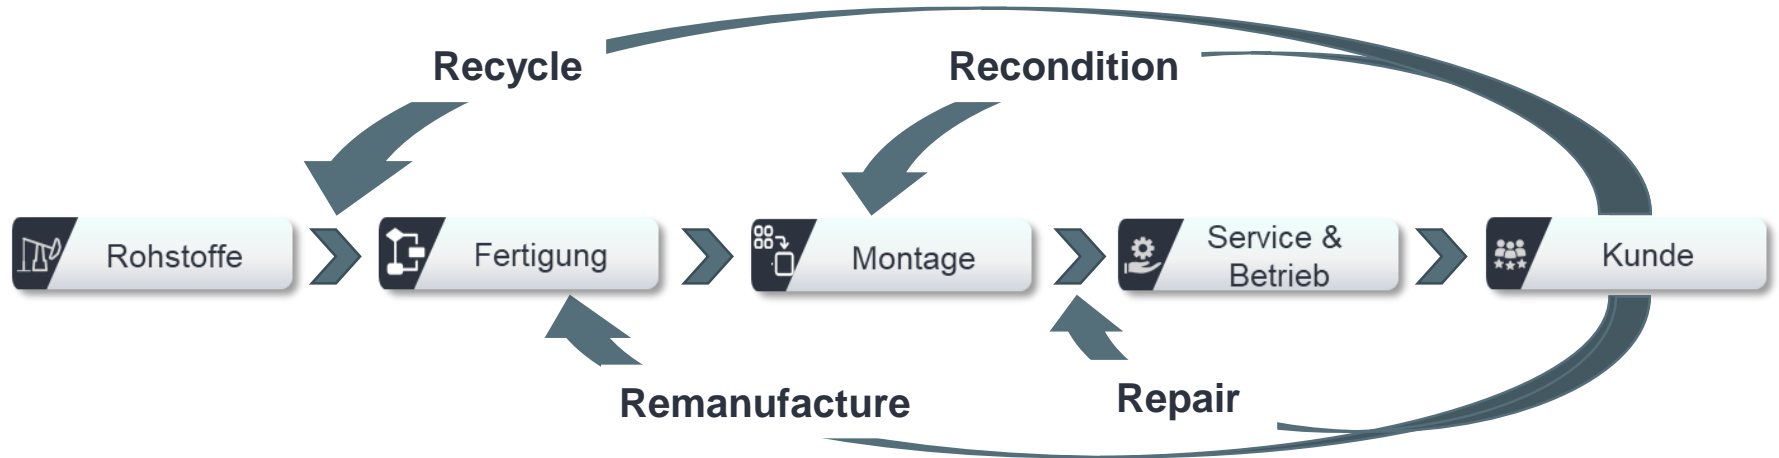 Recycle
Recondition
Rohstoffe
Fertigung
Montage
Service &
Betrieb
Kunde
Remanufacture
Repair